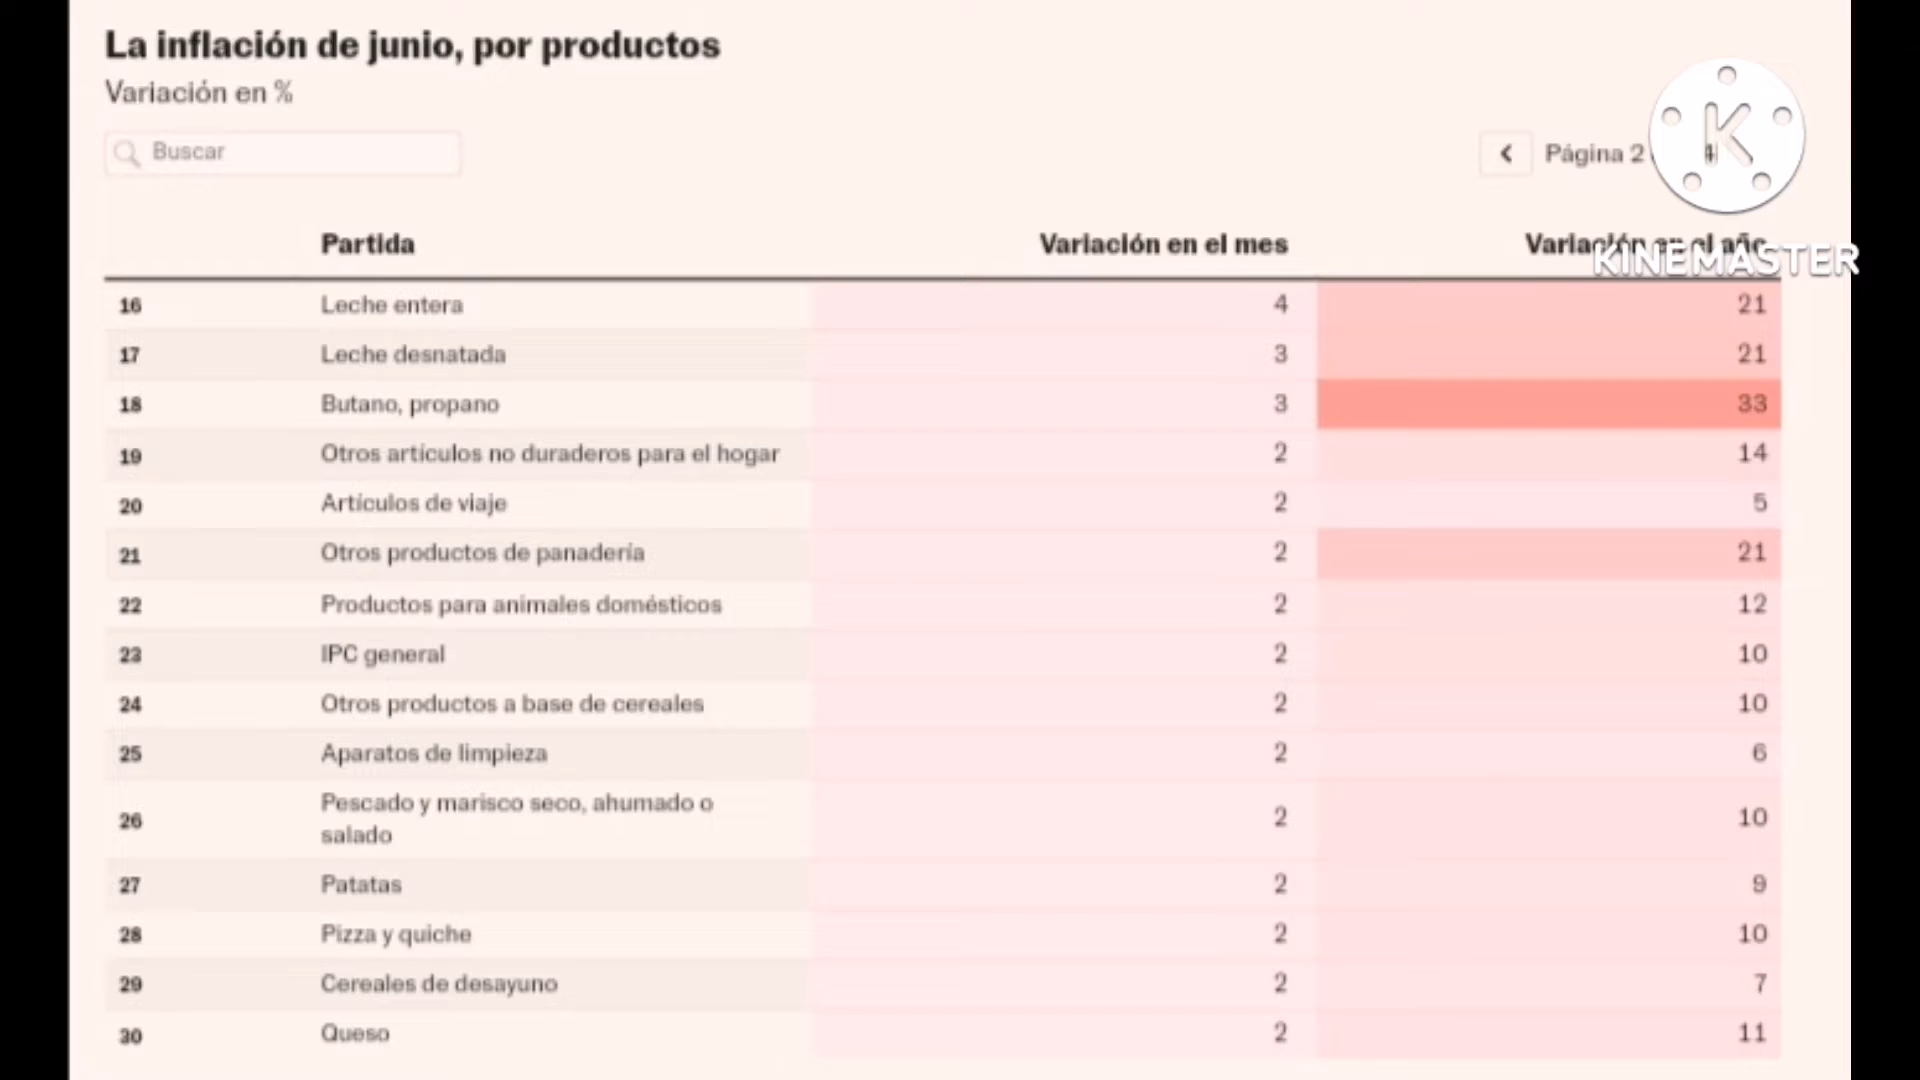 La inflación de junio, por productos
Variación en %
Buscar
Página 2
K
KINEMASTER
Partida Variación en el mes Variación en el año
16 Leche entera 4 21
17 Leche desnatada 3 21
18 Butano, propano 3 33
19 Otros artículos no duraderos para el hogar 2 14
20 Artículos de viaje 2 5
21 Otros productos de panadería 2 21
22 Productos para animales domésticos 2 12
23 IPC general 2 10
24 Otros productos a base de cereales 2 10
25 Aparatos de limpieza 2 6
26 Pescado y marisco seco, ahumado o
salado 2 10
27 Patatas 2 9
28 Pizza y quiche 2 10
29 Cereales de desayuno 2 7
30 Queso 2 11